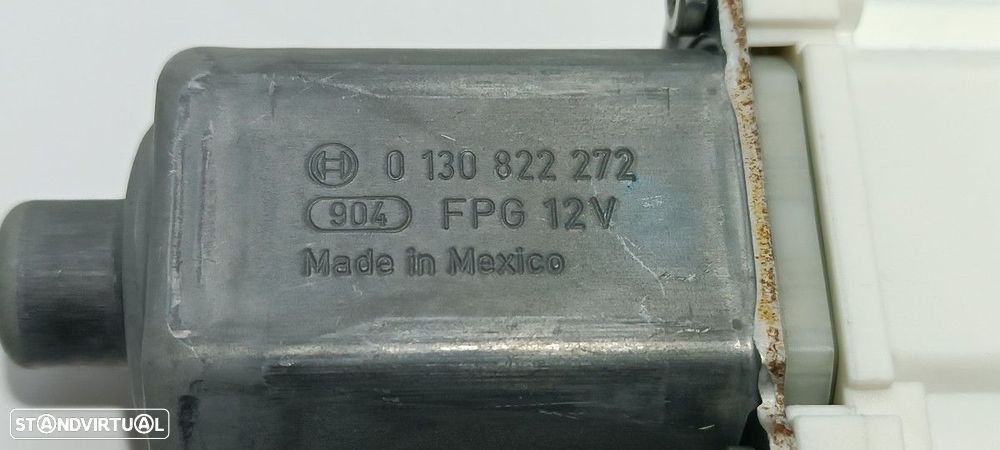 0 130 822 272
904 FPG 12V
Made in Mexico
STANDVIRTUAL